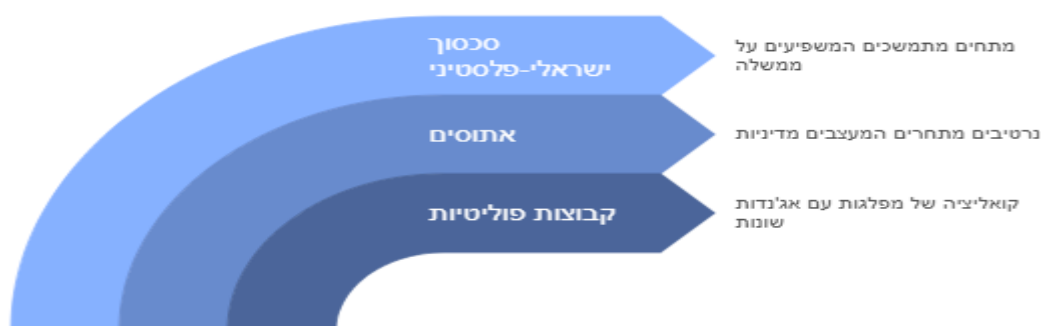 סכסוך
ישראלי-פלסטיני
מתחים מתמשכים המשפיעים על
ממשלה
אתוסים
נרטיבים מתחרים המעצבים מדיניות
קבוצות פוליטיות
קואליציה של מפלגות עם אג'נדות
שונות